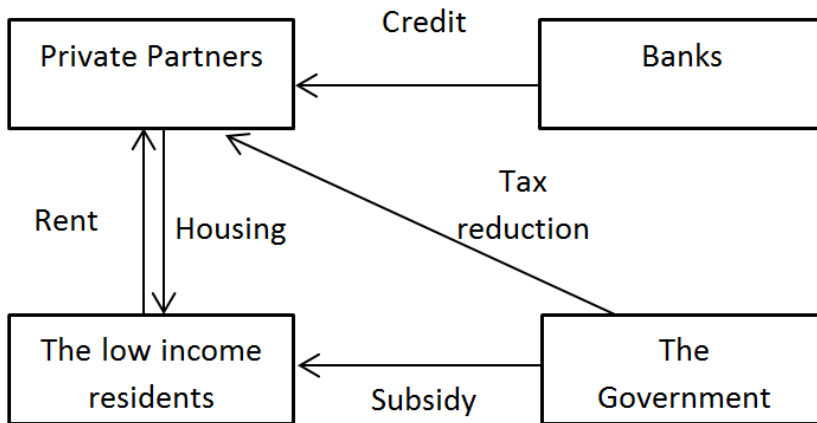 Credit
Private Partners
Banks
Tax
reduction
Rent
Housing
The low income
residents
Subsidy
The
Government